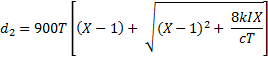 d₂ = 900T [(X − 1) + √((X − 1)² + 8kIX/cT)]